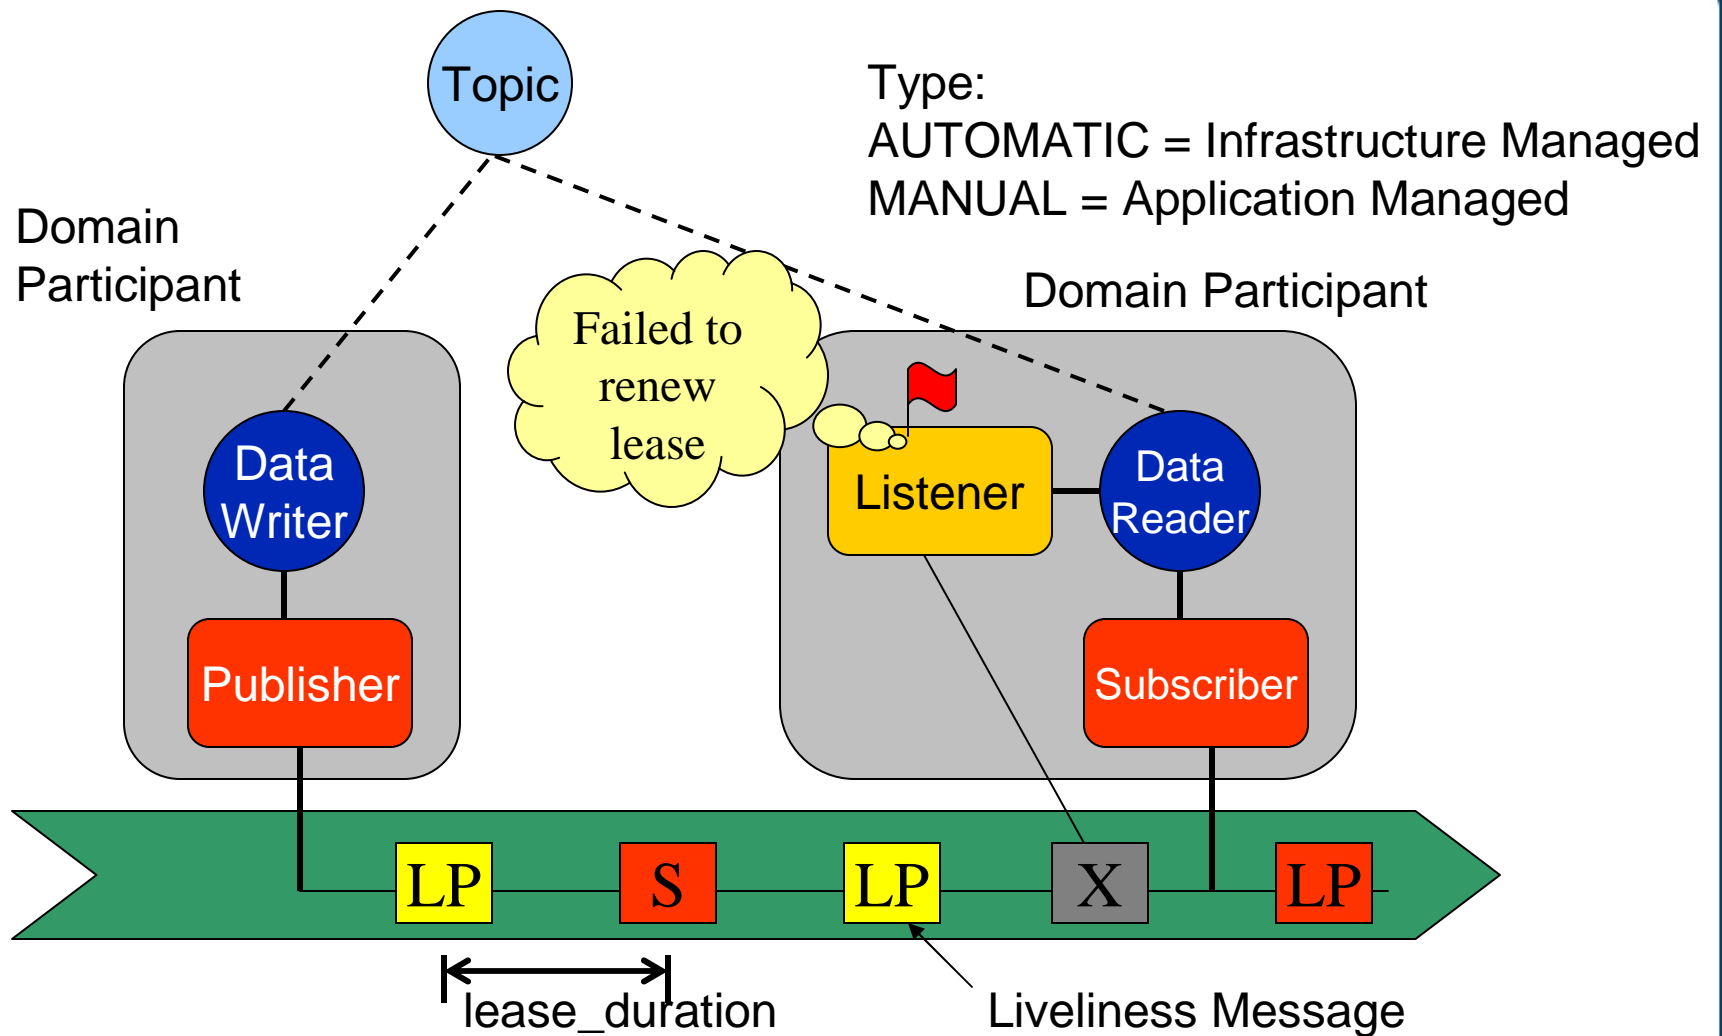 Topic
Type:
AUTOMATIC = Infrastructure Managed
MANUAL = Application Managed
Domain
Participant
Domain Participant
Failed to
renew
lease
Data
Writer
Listener
Data
Reader
Publisher
Subscriber
LP
S
LP
X
LP
lease_duration
Liveliness Message